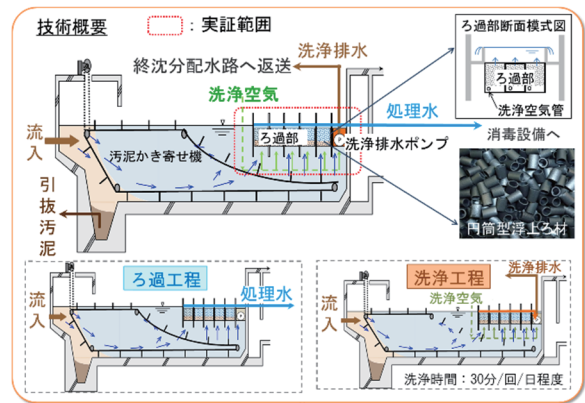 技術概要
：実証範囲
ろ過部断面模式図
ろ過部
洗浄空気管
洗浄排水
終沈分配水路へ返送
洗浄空気
処理水
消毒設備へ
流入
汚泥かき寄せ機
ろ過部
洗浄排水ポンプ
引抜汚泥
円筒型浮上ろ材
ろ過工程
処理水
流入
洗浄工程
洗浄排水
洗浄空気
流入
洗浄時間：30分/回/日程度